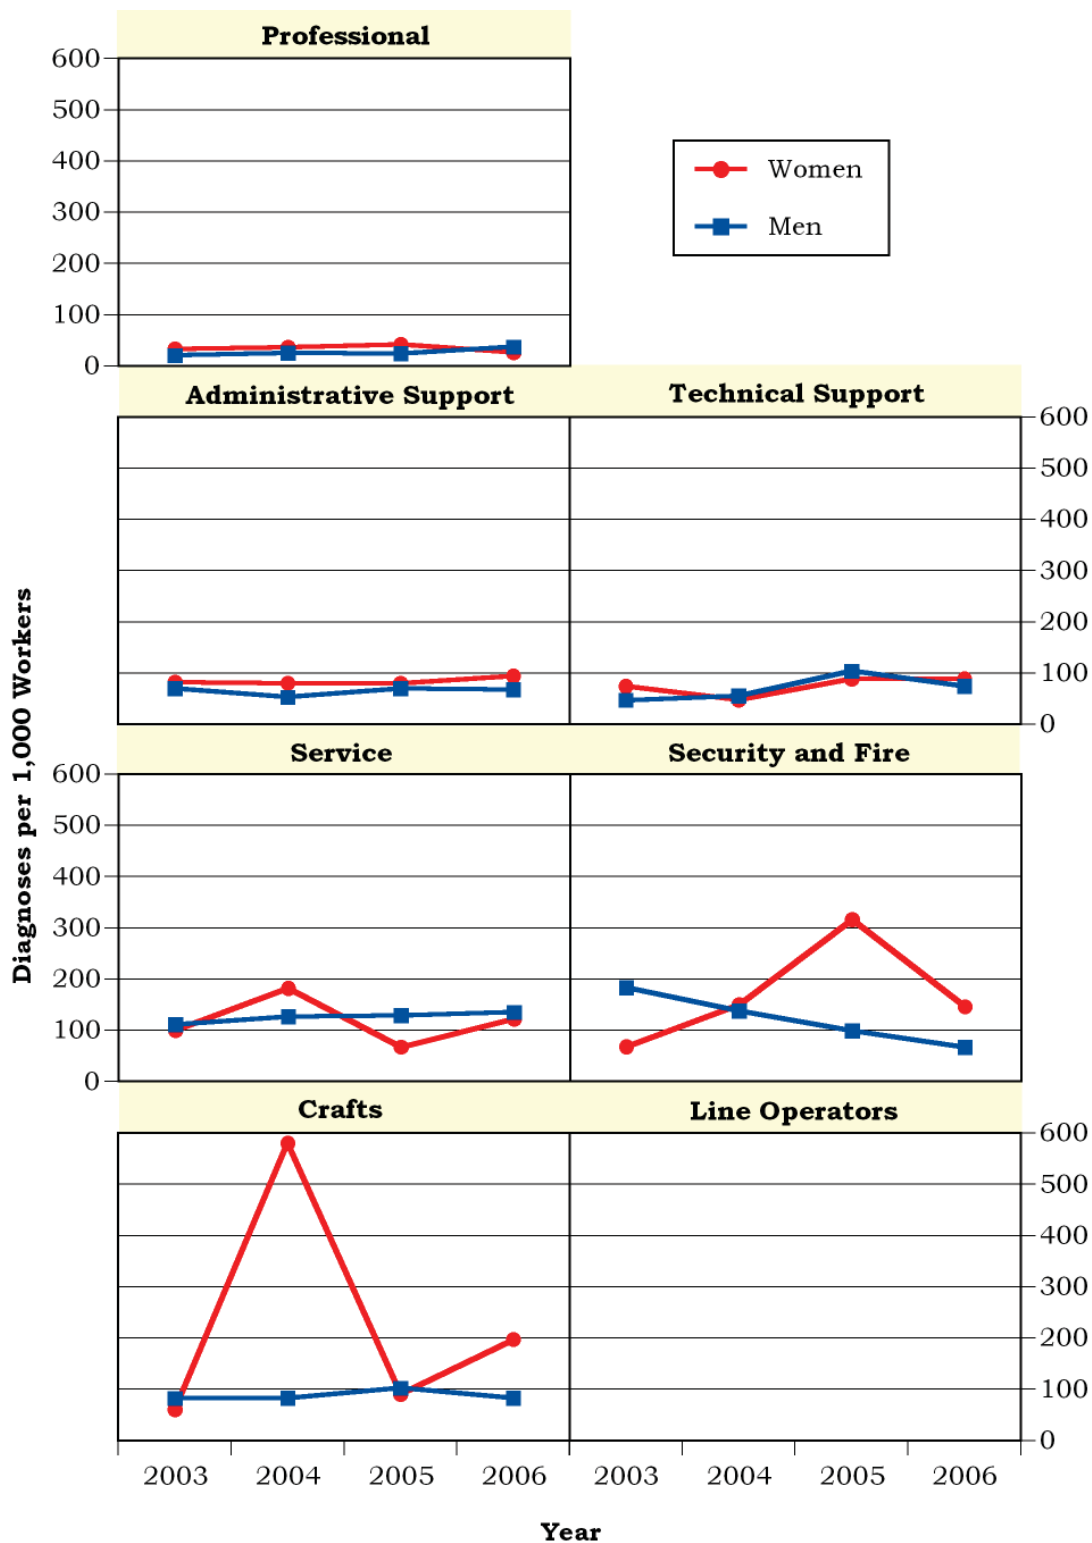 Professional
600
500
400
300
200
100
0
Women
Men
Administrative Support
Technical Support
600
500
400
300
200
100
0
Diagnoses per 1,000 Workers
Service
Security and Fire
600
500
400
300
200
100
0
Crafts
Line Operators
600
500
400
300
200
100
0
2003 2004 2005 2006 2003 2004 2005 2006
Year